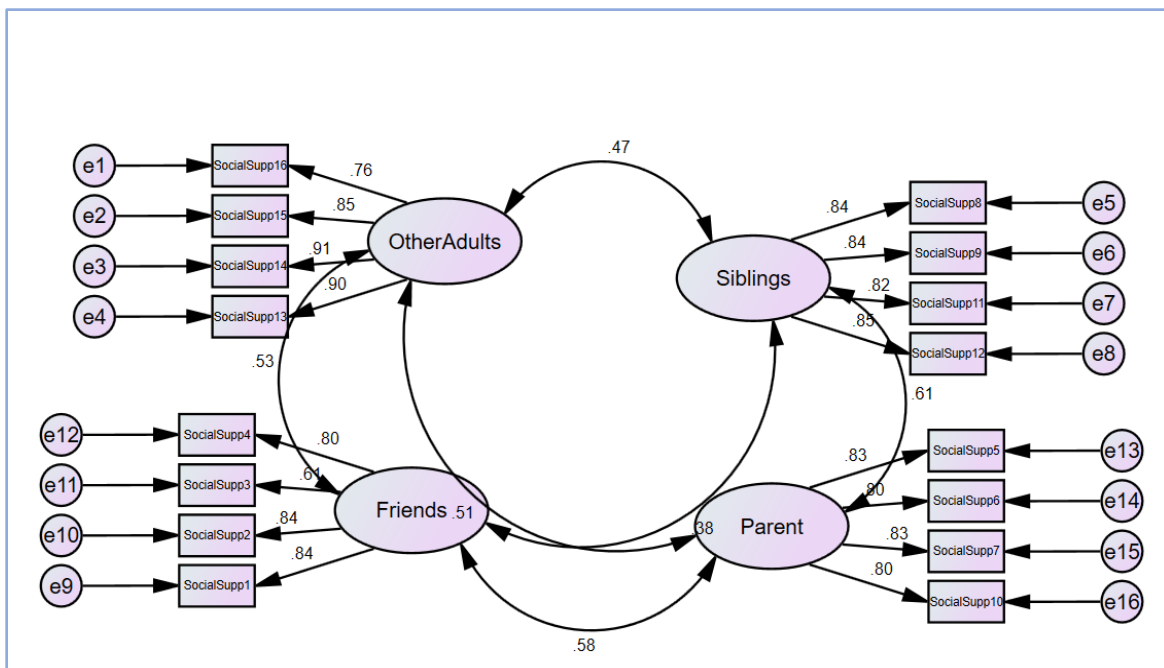 .47
e1
SocialSupp16
.76
e2
SocialSupp15
.85
e3
SocialSupp14
.91
e4
SocialSupp13
.90
OtherAdults
Siblings
.84
SocialSupp8
e5
.84
SocialSupp9
e6
.82
SocialSupp11
e7
.85
SocialSupp12
e8
.53
.61
e12
SocialSupp4
.80
e11
SocialSupp3
.61
e10
SocialSupp2
.84
e9
SocialSupp1
.84
Friends
.51
38
Parent
.83
SocialSupp5
e13
.80
SocialSupp6
e14
.83
SocialSupp7
e15
.80
SocialSupp10
e16
.58